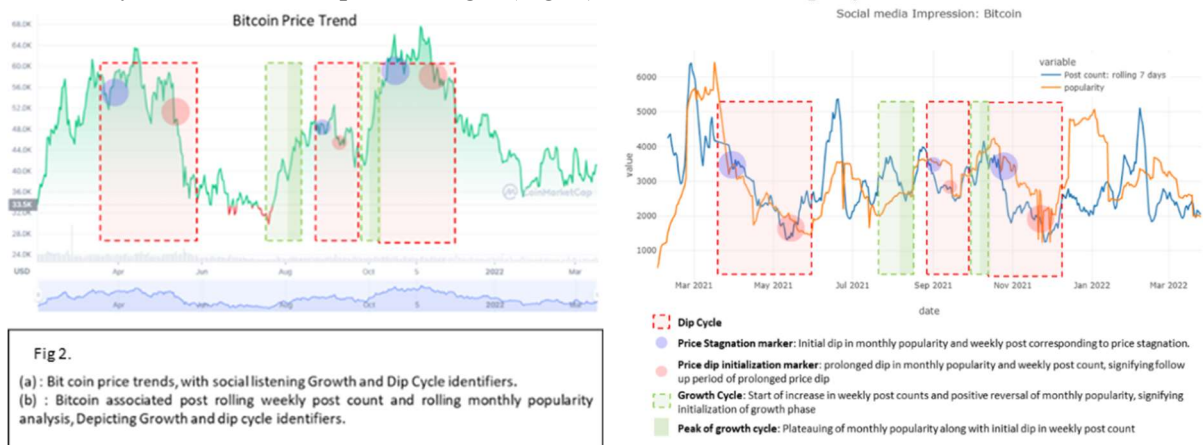 Bitcoin Price Trend
68.0K
64.0K
60.0K
56.0K
52.0K
48.0K
44.0K
40.0K
36.0K
33.5K
32.0K
28.0K
24.0K
USD
Apr
Jun
Aug
Oct
5
2022
Mar
CoinMarketCap
Apr
Jun
Aug
Oct
5
2022
Mar
Fig 2.
(a) : Bit coin price trends, with social listening Growth and Dip Cycle identifiers.
(b) : Bitcoin associated post rolling weekly post count and rolling monthly popularity
analysis, Depicting Growth and dip cycle identifiers.
Social media Impression: Bitcoin
variable
Post count: rolling 7 days
popularity
value
6000
5000
4000
3000
2000
1000
Mar 2021
May 2021
Jul 2021
Sep 2021
Nov 2021
Jan 2022
Mar 2022
date
Dip Cycle
Price Stagnation marker: Initial dip in monthly popularity and weekly post corresponding to price stagnation.
Price dip initialization marker: prolonged dip in monthly popularity and weekly post count, signifying follow
up period of prolonged price dip
Growth Cycle: Start of increase in weekly post counts and positive reversal of monthly popularity, signifying
initialization of growth phase
Peak of growth cycle: Plateauing of monthly popularity along with initial dip in weekly post count